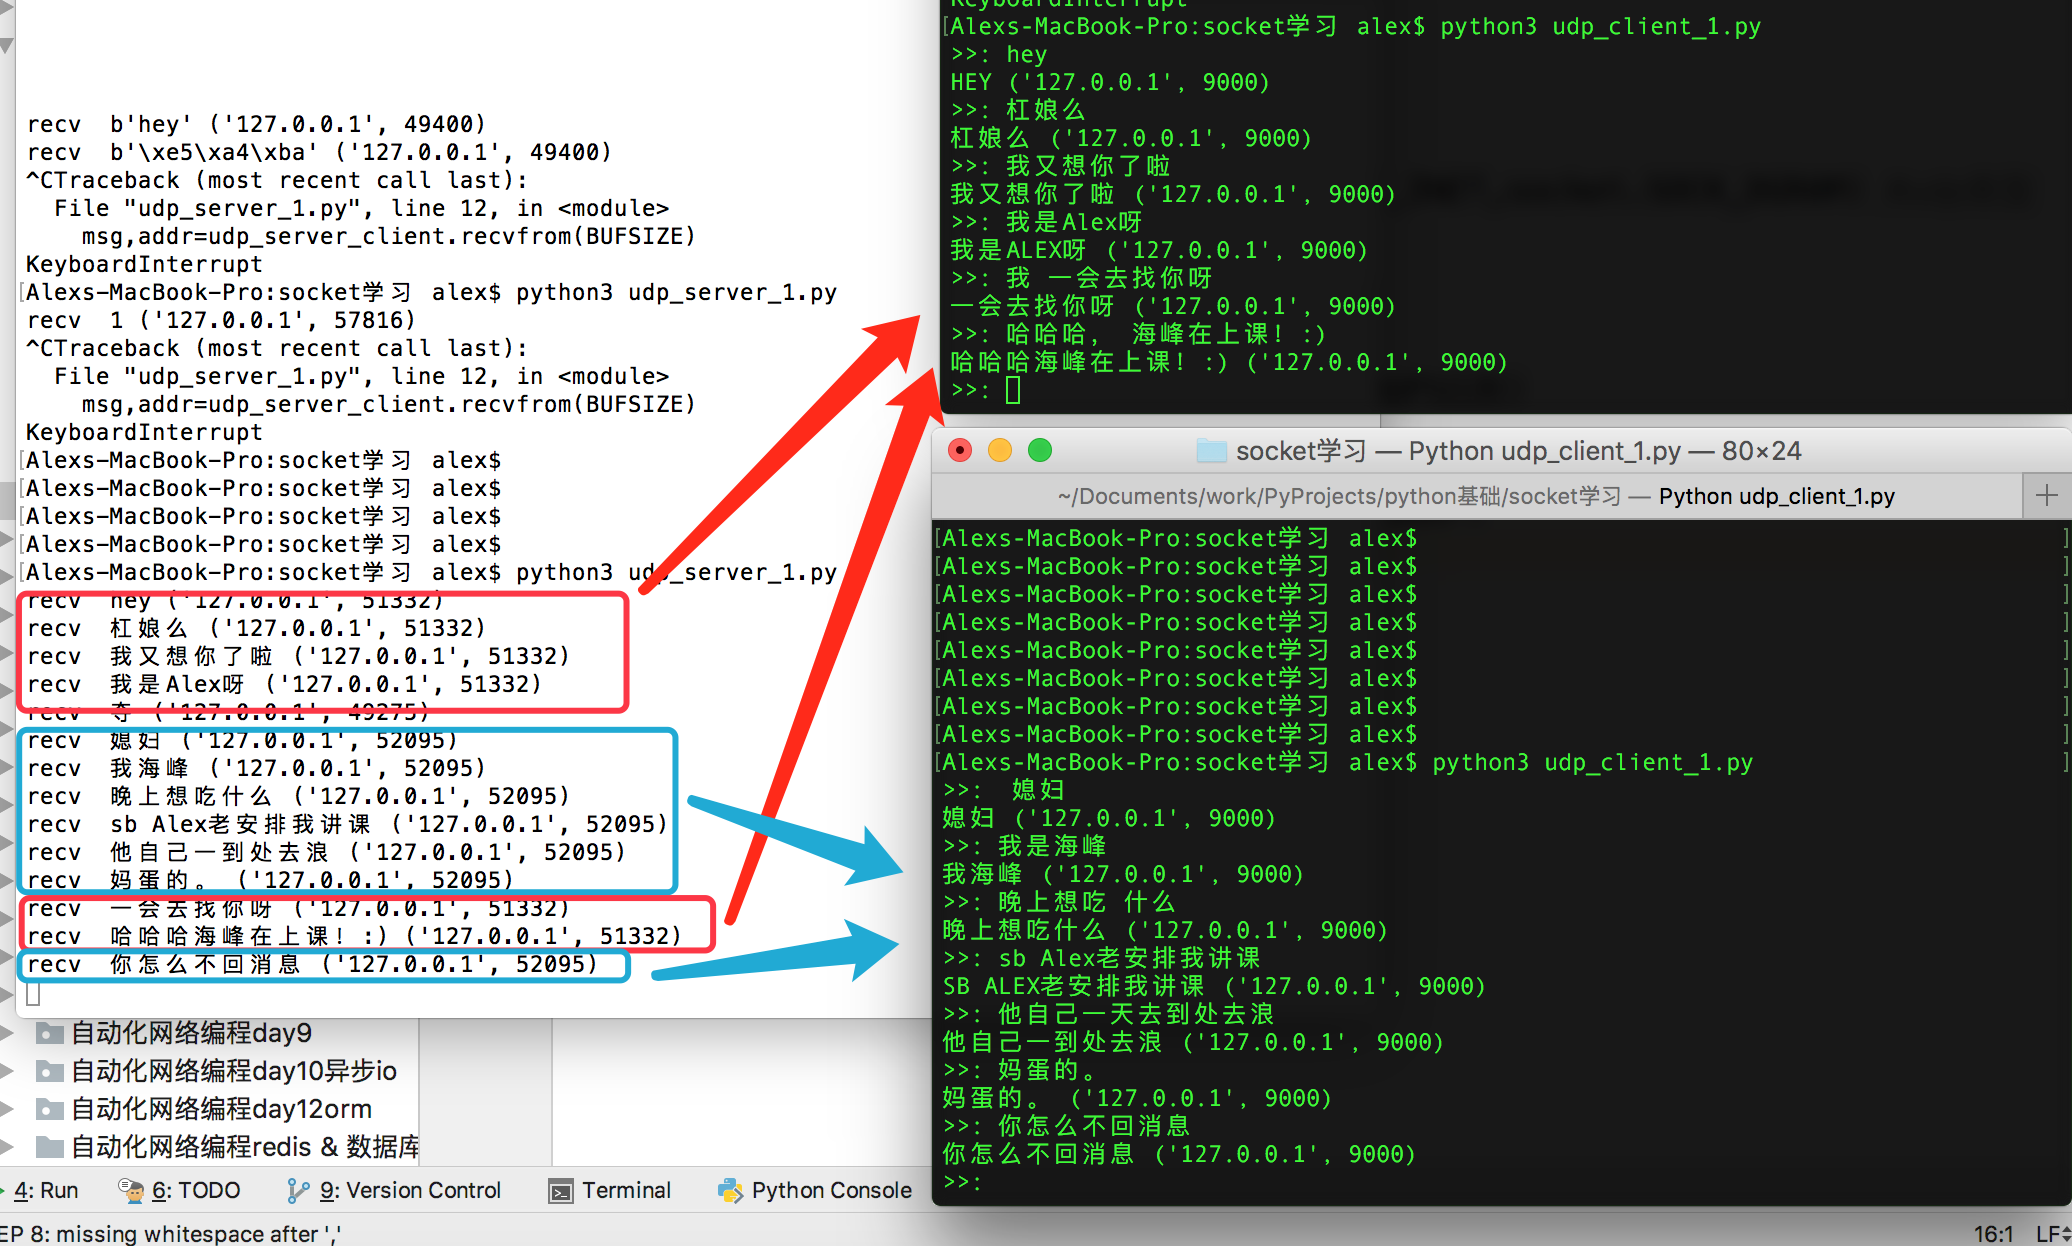 recv  b'hey' ('127.0.0.1', 49400)
recv  b'\xe5\xa4\xba' ('127.0.0.1', 49400)
^CTraceback (most recent call last):
  File "udp_server_1.py", line 12, in <module>
    msg,addr=udp_server_client.recvfrom(BUFSIZE)
KeyboardInterrupt
[Alexs-MacBook-Pro:socket学习 alex$ python3 udp_server_1.py
recv  1 ('127.0.0.1', 57816)
^CTraceback (most recent call last):
  File "udp_server_1.py", line 12, in <module>
    msg,addr=udp_server_client.recvfrom(BUFSIZE)
KeyboardInterrupt
[Alexs-MacBook-Pro:socket学习 alex$
[Alexs-MacBook-Pro:socket学习 alex$
[Alexs-MacBook-Pro:socket学习 alex$
[Alexs-MacBook-Pro:socket学习 alex$
[Alexs-MacBook-Pro:socket学习 alex$ python3 udp_server_1.py
recv  hey ('127.0.0.1', 51332)
recv  杠娘么 ('127.0.0.1', 51332)
recv  我又想你了啦 ('127.0.0.1', 51332)
recv  我是Alex呀 ('127.0.0.1', 51332)
recv  夺 ('127.0.0.1', 49275)
recv  媳妇 ('127.0.0.1', 52095)
recv  我海峰 ('127.0.0.1', 52095)
recv  晚上想吃什么 ('127.0.0.1', 52095)
recv  sb Alex老安排我讲课 ('127.0.0.1', 52095)
recv  他自己一到处去浪 ('127.0.0.1', 52095)
recv  妈蛋的。 ('127.0.0.1', 52095)
recv  一会去找你呀 ('127.0.0.1', 51332)
recv  哈哈哈海峰在上课！:) ('127.0.0.1', 51332)
recv  你怎么不回消息 ('127.0.0.1', 52095)
自动化网络编程day9
自动化网络编程day10异步io
自动化网络编程day12orm
自动化网络编程redis & 数据库
KeyboardInterrupt
[Alexs-MacBook-Pro:socket学习 alex$ python3 udp_client_1.py
>>: hey
HEY ('127.0.0.1', 9000)
>>: 杠娘么
杠娘么 ('127.0.0.1', 9000)
>>: 我又想你了啦
我又想你了啦 ('127.0.0.1', 9000)
>>: 我是Alex呀
我是ALEX呀 ('127.0.0.1', 9000)
>>: 我 一会去找你呀
一会去找你呀 ('127.0.0.1', 9000)
>>: 哈哈哈， 海峰在上课！:)
哈哈哈海峰在上课！:) ('127.0.0.1', 9000)
>>:
socket学习 — Python udp_client_1.py — 80×24
~/Documents/work/PyProjects/python基础/socket学习 — Python udp_client_1.py +
[Alexs-MacBook-Pro:socket学习 alex$ ]
[Alexs-MacBook-Pro:socket学习 alex$ ]
[Alexs-MacBook-Pro:socket学习 alex$ ]
[Alexs-MacBook-Pro:socket学习 alex$ ]
[Alexs-MacBook-Pro:socket学习 alex$ ]
[Alexs-MacBook-Pro:socket学习 alex$ ]
[Alexs-MacBook-Pro:socket学习 alex$ ]
[Alexs-MacBook-Pro:socket学习 alex$ ]
[Alexs-MacBook-Pro:socket学习 alex$ python3 udp_client_1.py ]
>>:  媳妇
媳妇 ('127.0.0.1', 9000)
>>: 我是海峰
我海峰 ('127.0.0.1', 9000)
>>: 晚上想吃 什么
晚上想吃什么 ('127.0.0.1', 9000)
>>: sb Alex老安排我讲课
SB ALEX老安排我讲课 ('127.0.0.1', 9000)
>>: 他自己一天去到处去浪
他自己一到处去浪 ('127.0.0.1', 9000)
>>: 妈蛋的。
妈蛋的。 ('127.0.0.1', 9000)
>>: 你怎么不回消息
你怎么不回消息 ('127.0.0.1', 9000)
>>:
4: Run 6: TODO 9: Version Control Terminal Python Console
EP 8: missing whitespace after ',' 16:1 LF